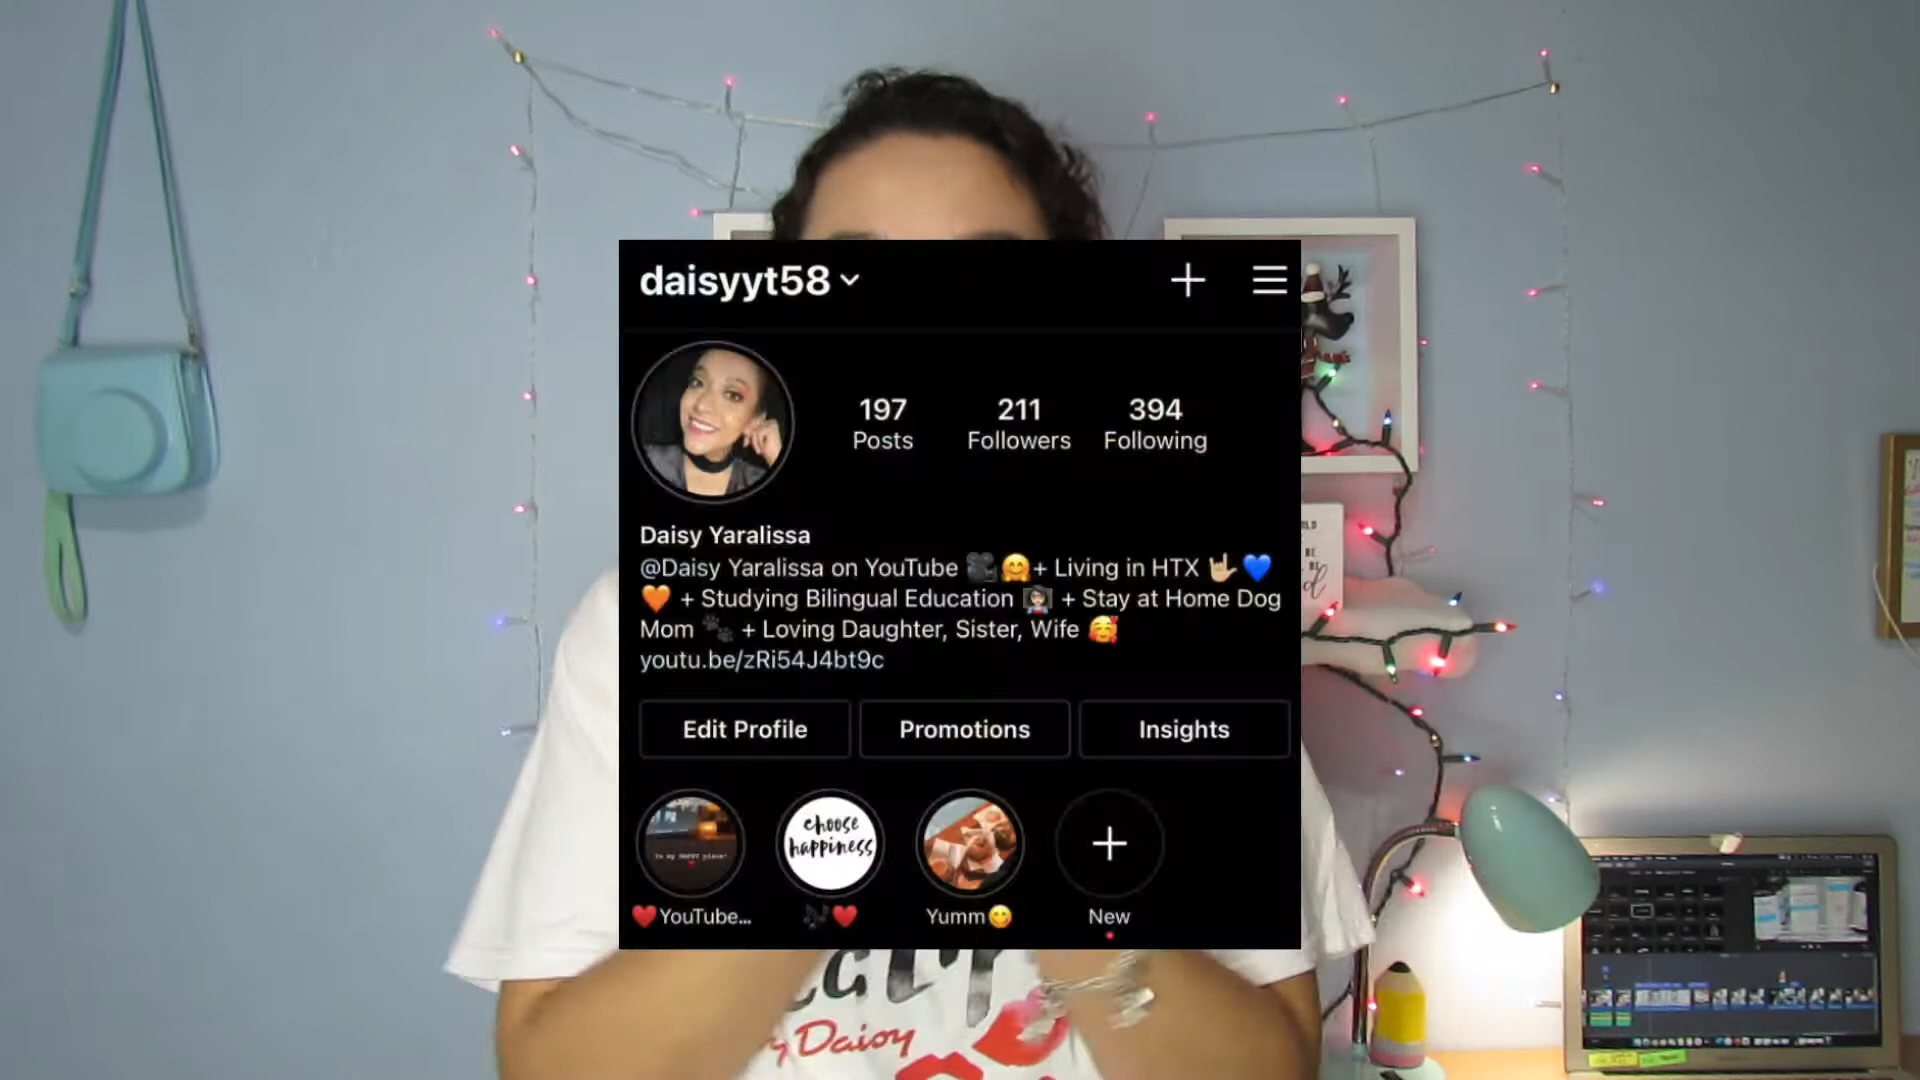 daisyyt58
197
211
394
Posts
Followers
Following
Daisy Yaralissa
@Daisy Yaralissa on YouTube 🎥🤗+ Living in HTX 🤟🏼💙
🧡 + Studying Bilingual Education 👩🏻‍🏫 + Stay at Home Dog
Mom 🐾 + Loving Daughter, Sister, Wife 🥰
youtu.be/zRi54J4bt9c
Edit Profile
Promotions
Insights
choose
happiness
❤️YouTube...
🎶❤️
Yumm😋
New
Daisy